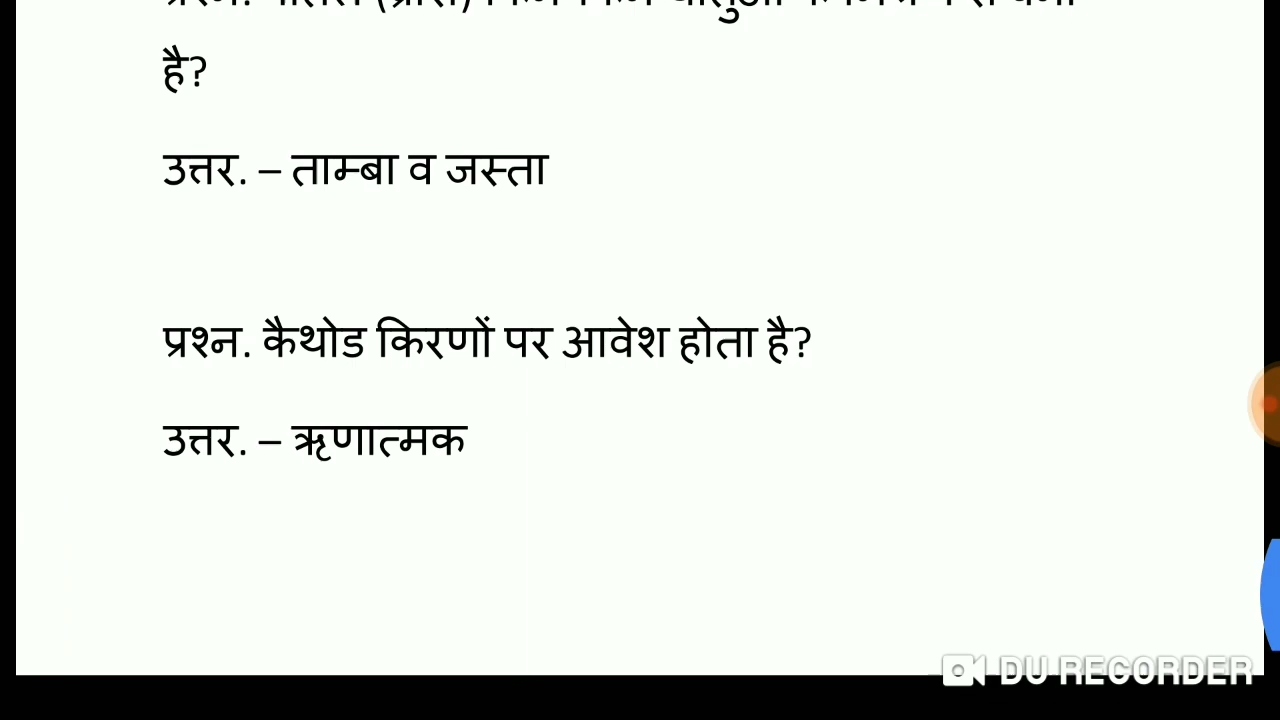 है?
उत्तर. – ताम्बा व जस्ता
प्रश्न. कैथोड किरणों पर आवेश होता है?
उत्तर. – ऋणात्मक
DU RECORDER